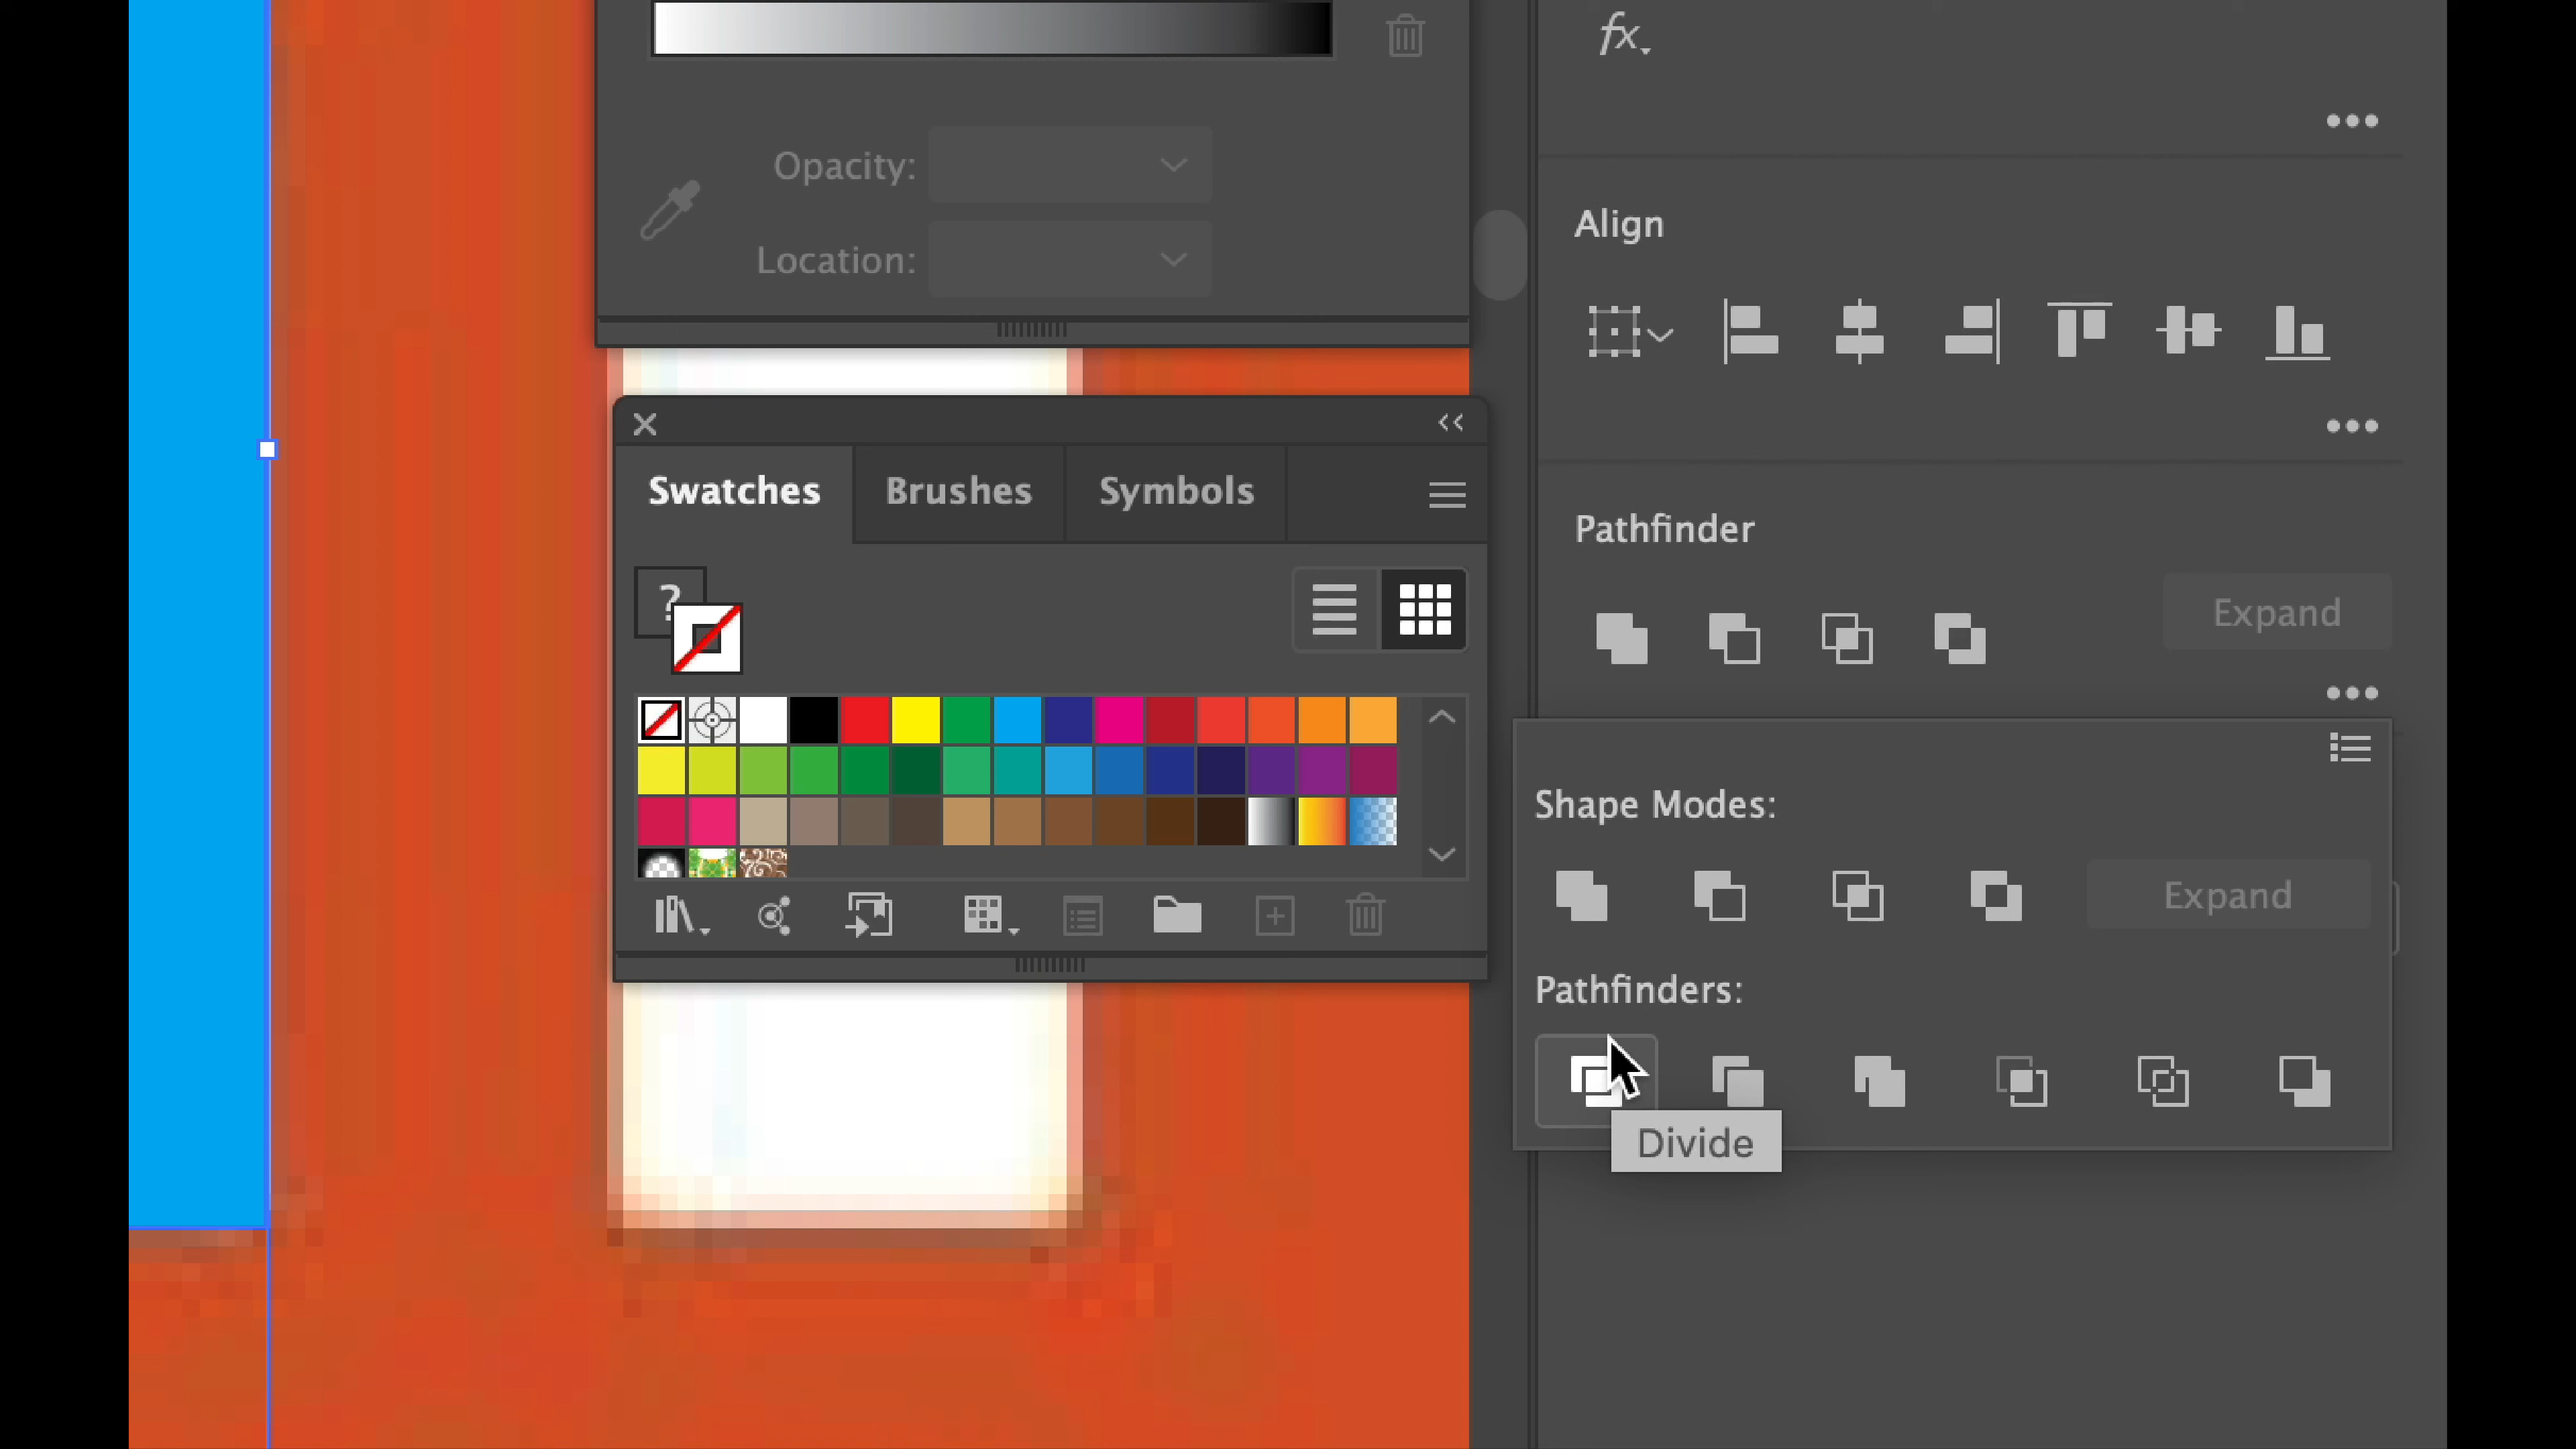 fx
Opacity:
Location:
Align
Swatches
Brushes
Symbols
?
Pathfinder
Expand
Shape Modes:
Expand
Pathfinders:
Divide